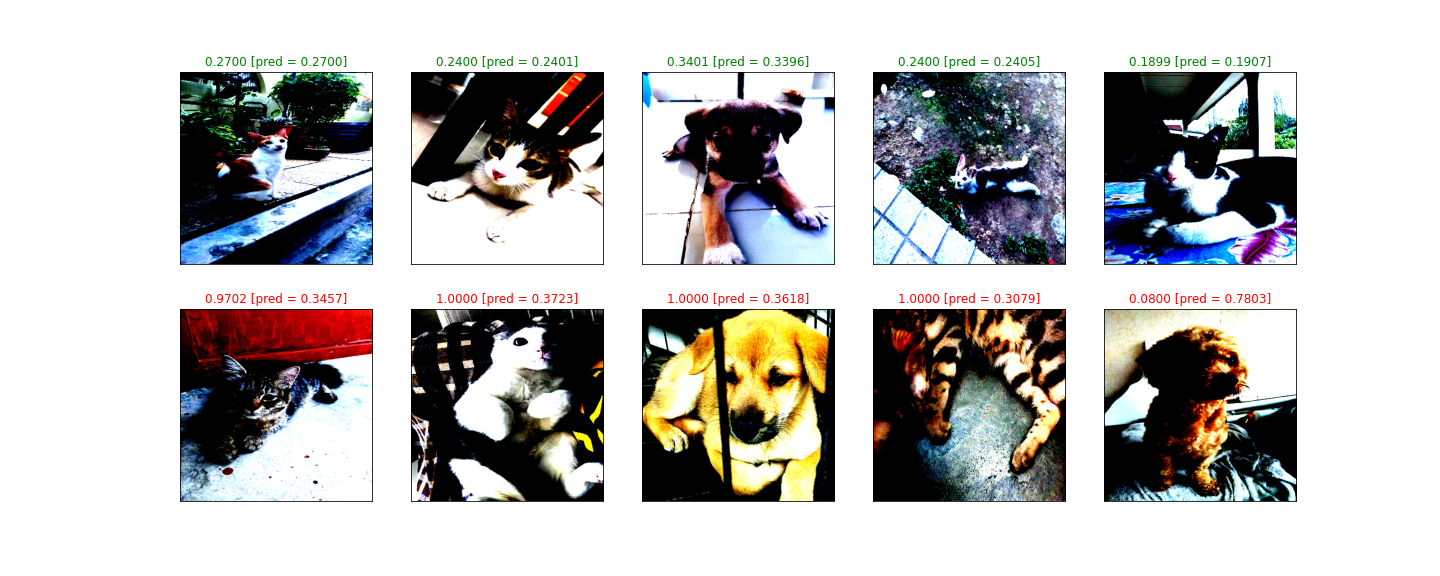 0.2700 [pred = 0.2700]
0.2400 [pred = 0.2401]
0.3401 [pred = 0.3396]
0.2400 [pred = 0.2405]
0.1899 [pred = 0.1907]
0.9702 [pred = 0.3457]
1.0000 [pred = 0.3723]
1.0000 [pred = 0.3618]
1.0000 [pred = 0.3079]
0.0800 [pred = 0.7803]